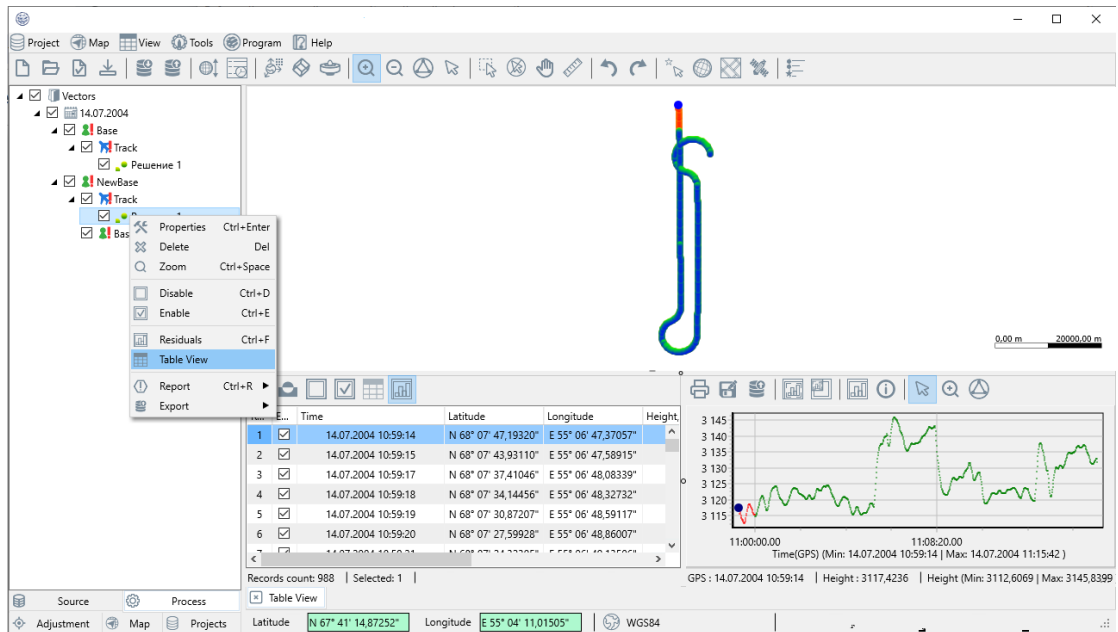 Project Map View Tools Program Help
Vectors
14.07.2004
Base
Track
Решение 1
NewBase
Track
Bas
Properties Ctrl+Enter
Delete Del
Zoom Ctrl+Space
Disable Ctrl+D
Enable Ctrl+E
Residuals Ctrl+F
Table View
Report Ctrl+R
Export
0,00 m 20000,00 m
E... Time Latitude Longitude Height,
1 14.07.2004 10:59:14 N 68° 07' 47,19320" E 55° 06' 47,37057"
2 14.07.2004 10:59:15 N 68° 07' 43,93110" E 55° 06' 47,58915"
3 14.07.2004 10:59:17 N 68° 07' 37,41046" E 55° 06' 48,08339"
4 14.07.2004 10:59:18 N 68° 07' 34,14456" E 55° 06' 48,32732"
5 14.07.2004 10:59:19 N 68° 07' 30,87207" E 55° 06' 48,59117"
6 14.07.2004 10:59:20 N 68° 07' 27,59928" E 55° 06' 48,86007"
Records count: 988 Selected: 1
Table View
3 145
3 140
3 135
3 130
3 125
3 120
3 115
11:00:00.00 11:08:20.00
Time(GPS) (Min: 14.07.2004 10:59:14 | Max: 14.07.2004 11:15:42 )
GPS : 14.07.2004 10:59:14 Height : 3117,4236 Height (Min: 3112,6069 | Max: 3145,8399
Source Process
Adjustment Map Projects
Latitude N 67° 41' 14,87252" Longitude E 55° 04' 11,01505" WGS84